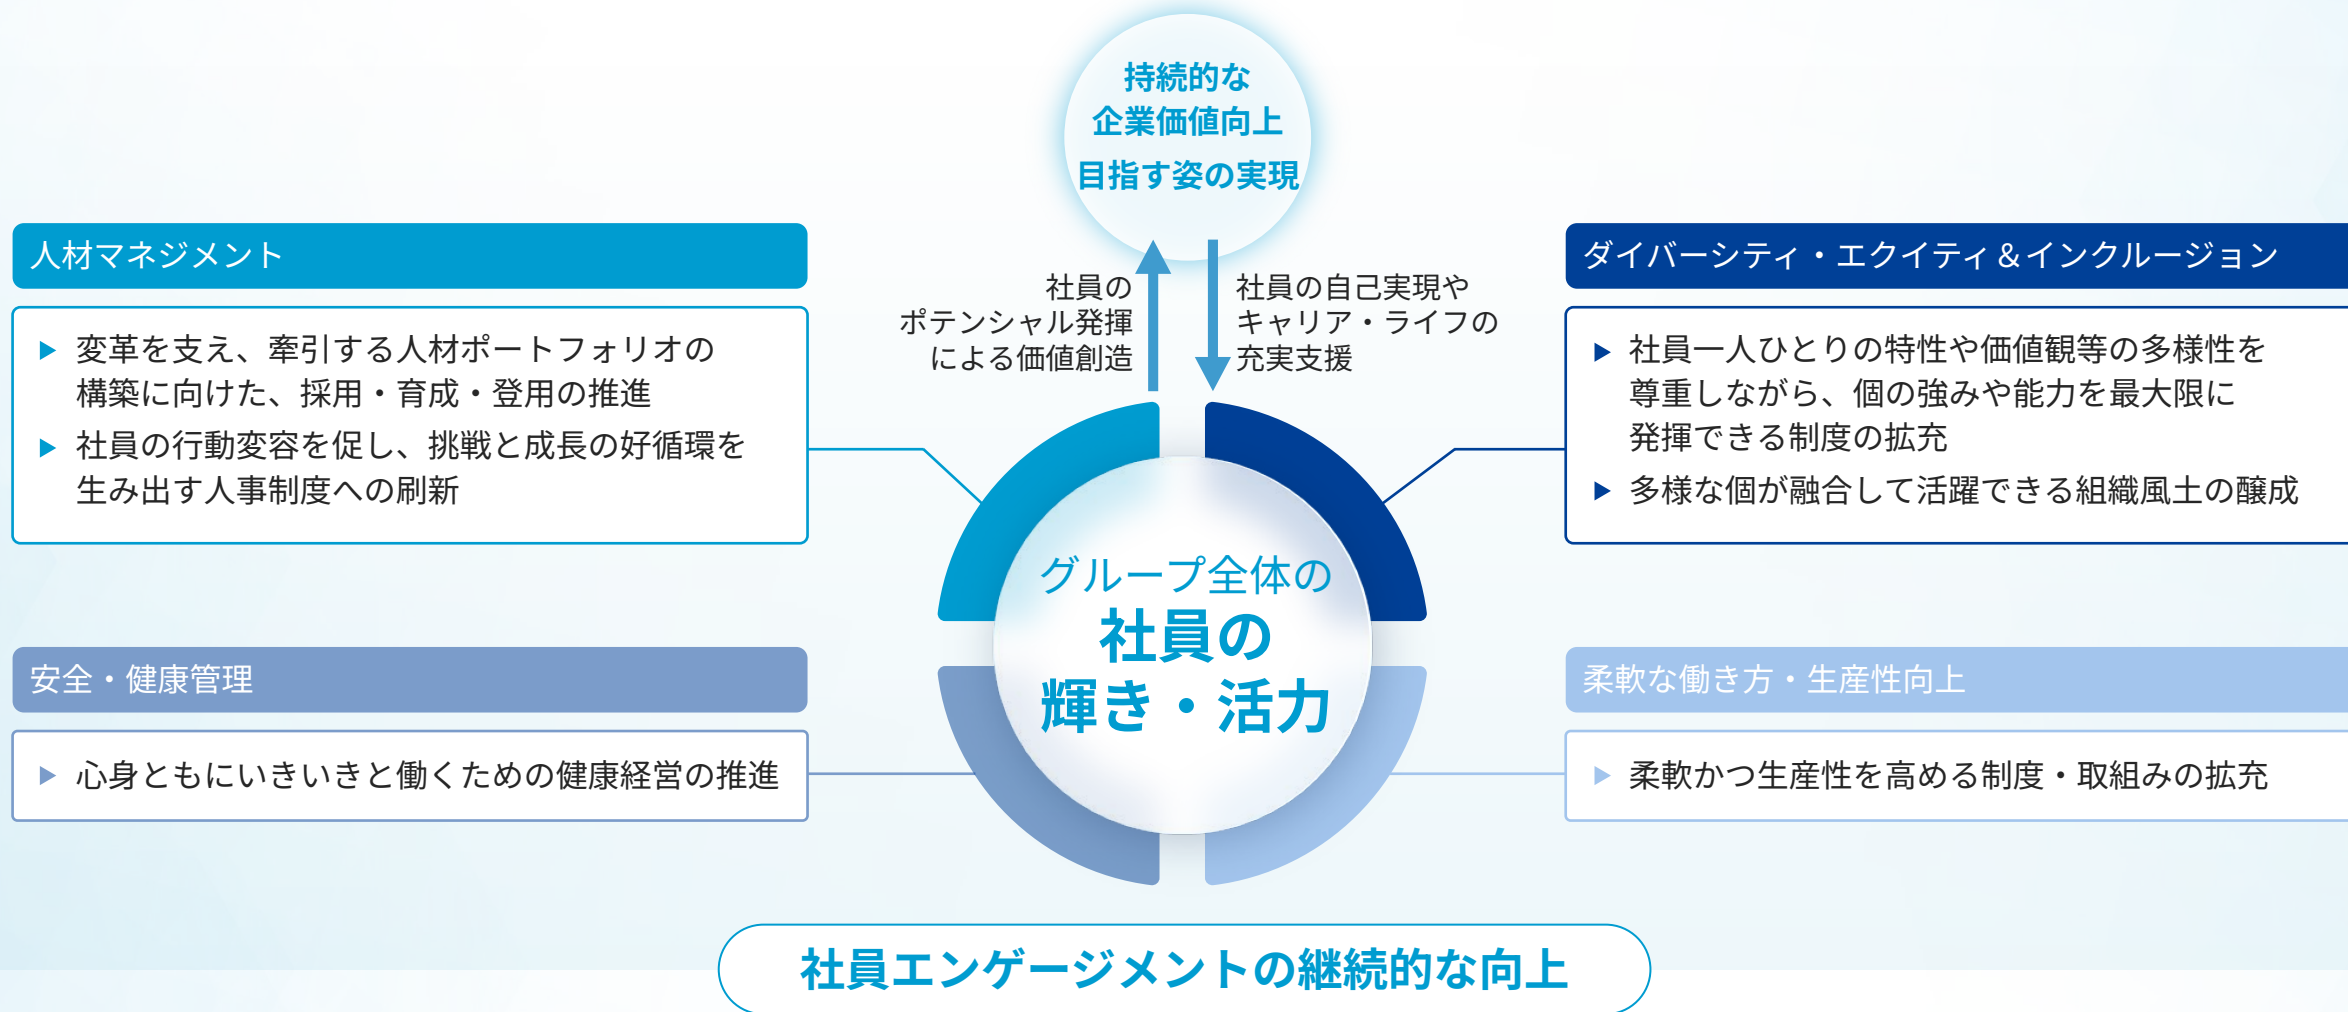 持続的な
企業価値向上
目指す姿の実現
社員の
ポテンシャル発揮
による価値創造
社員の自己実現や
キャリア・ライフの
充実支援
人材マネジメント
変革を支え、牽引する人材ポートフォリオの
構築に向けた、採用・育成・登用の推進
社員の行動変容を促し、挑戦と成長の好循環を
生み出す人事制度への刷新
ダイバーシティ・エクイティ＆インクルージョン
社員一人ひとりの特性や価値観等の多様性を
尊重しながら、個の強みや能力を最大限に
発揮できる制度の拡充
多様な個が融合して活躍できる組織風土の醸成
グループ全体の
社員の
輝き・活力
安全・健康管理
心身ともにいきいきと働くための健康経営の推進
柔軟な働き方・生産性向上
柔軟かつ生産性を高める制度・取組みの拡充
社員エンゲージメントの継続的な向上